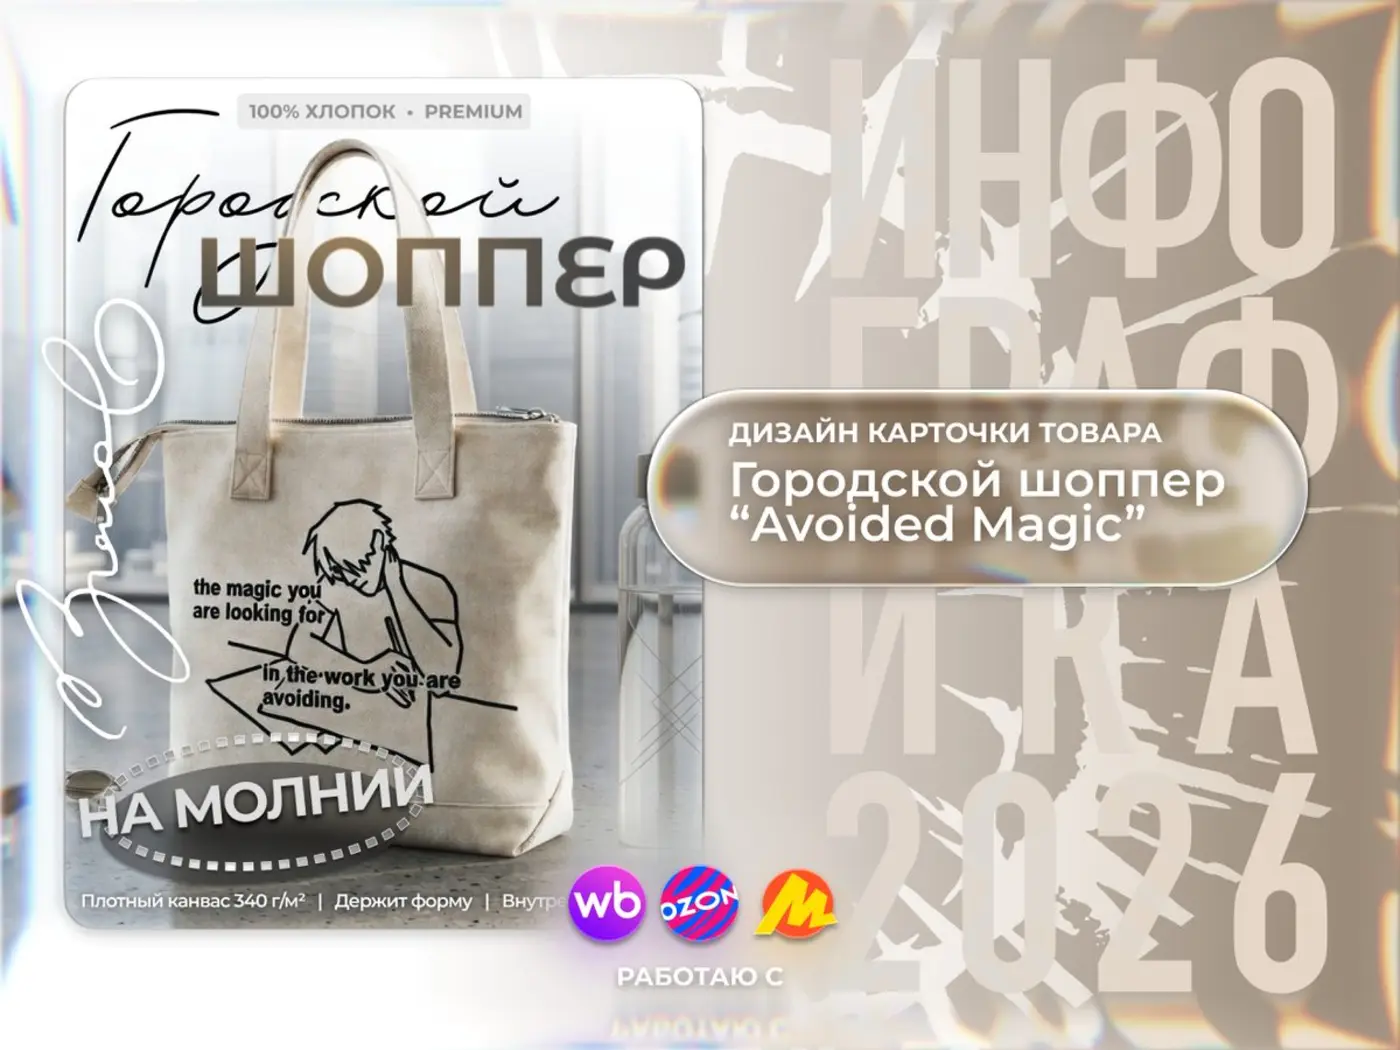 100% ХЛОПОК • PREMIUM
Городской
ШОППЕР
the magic you
are looking for
in the work you are
avoiding.
НА МОЛНИИ
Плотный канвас 340 г/м² | Держит форму | Внутре
ИНФО
ГРАФ
ИКА
2026
ДИЗАЙН КАРТОЧКИ ТОВАРА
Городской шоппер
“Avoided Magic”
wb
OZON
М
РАБОТАЮ С